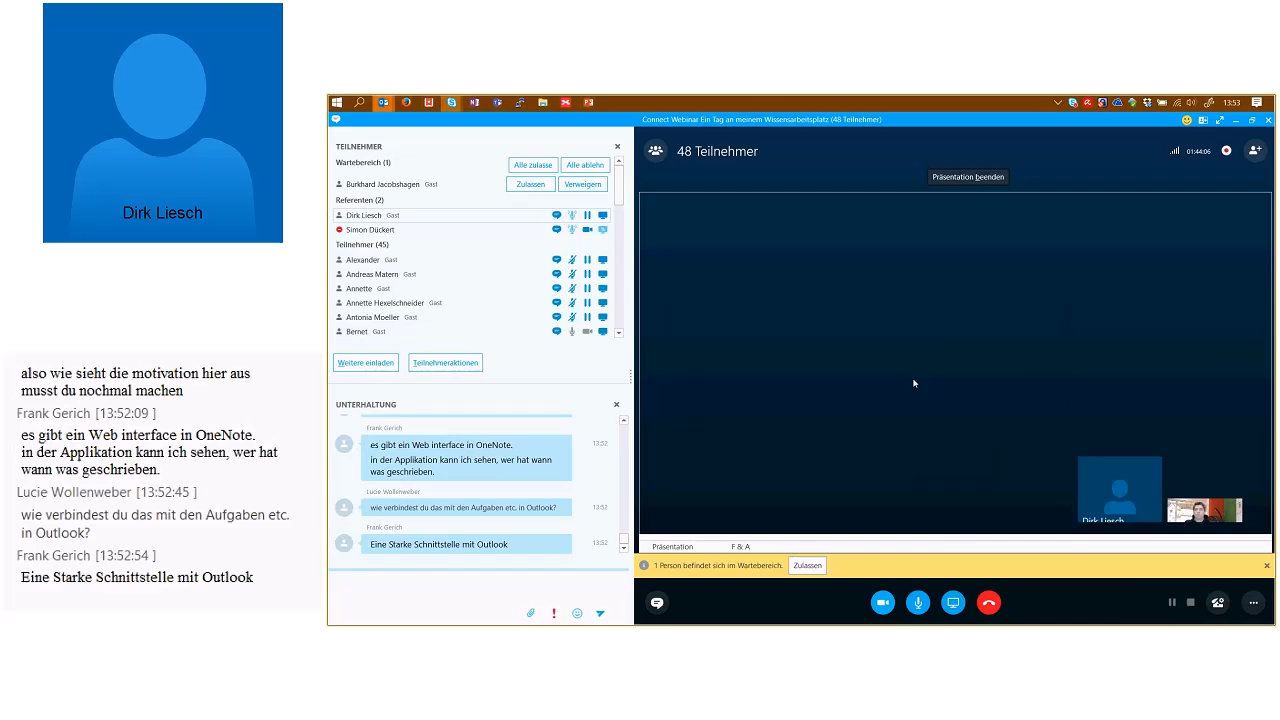 Dirk Liesch
also wie sieht die motivation hier aus
musst du nochmal machen
Frank Gerich [13:52:09 ]
es gibt ein Web interface in OneNote.
in der Applikation kann ich sehen, wer hat
wann was geschrieben.
Lucie Wollenweber [13:52:45 ]
wie verbindest du das mit den Aufgaben etc.
in Outlook?
Frank Gerich [13:52:54 ]
Eine Starke Schnittstelle mit Outlook
13:53
Connect Webinar Ein Tag an meinem Wissensarbeitsplatz (48 Teilnehmer)
TEILNEHMER
Wartebereich (1)
Alle zulasse
Alle ablehn
Burkhard Jacobshagen Gast
Zulassen
Verweigern
Referenten (2)
Dirk Liesch Gast
Simon Dückert
Teilnehmer (45)
Alexander Gast
Andreas Matern Gast
Annette Gast
Annette Hexelschneider Gast
Antonia Moeller Gast
Bernet Gast
Weitere einladen
Teilnehmeraktionen
UNTERHALTUNG
Frank Gerich
es gibt ein Web interface in OneNote. 13:52
in der Applikation kann ich sehen, wer hat wann
was geschrieben.
Lucie Wollenweber
wie verbindest du das mit den Aufgaben etc. in Outlook? 13:52
Frank Gerich
Eine Starke Schnittstelle mit Outlook 13:52
48 Teilnehmer
01:44:06
Präsentation beenden
Dirk Liesch
Präsentation
F & A
1 Person befindet sich im Wartebereich.
Zulassen